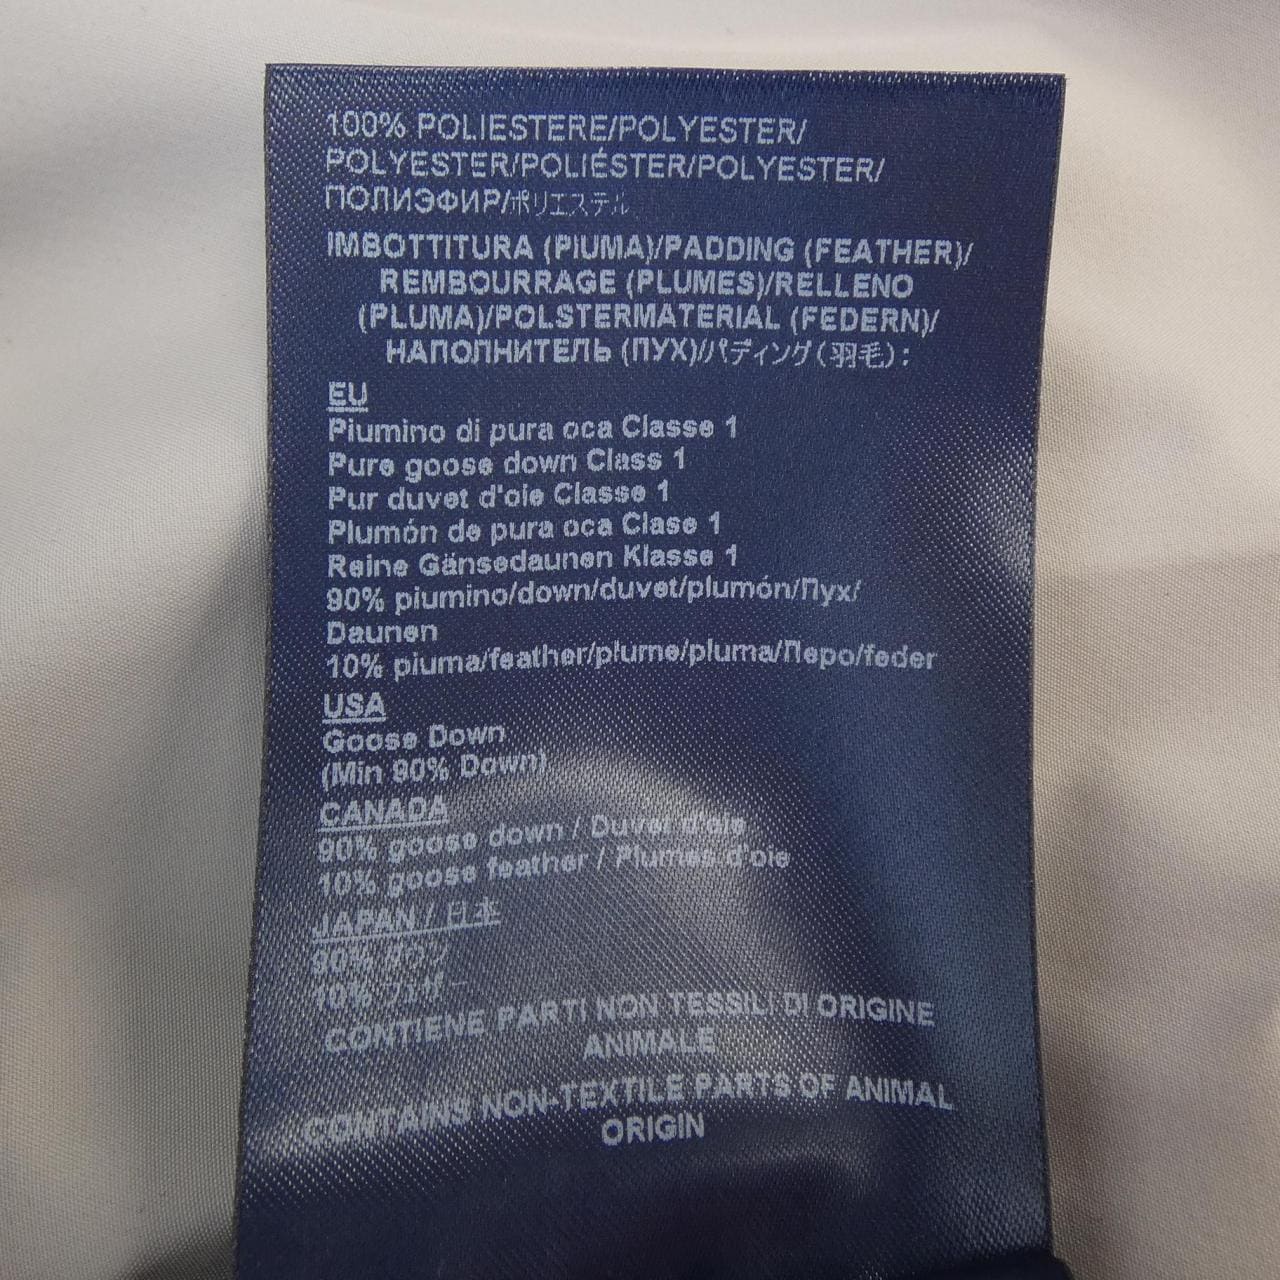 100% POLIESTERE/POLYESTER/
POLYESTER/POLIÉSTER/POLYESTER/
ПОЛИЭФИР/ポリエステル
IMBOTTITURA (PIUMA)/PADDING (FEATHER)/
REMBOURRAGE (PLUMES)/RELLENO
(PLUMA)/POLSTERMATERIAL (FEDERN)/
НАПОЛНИТЕЛЬ (ПУХ)/パディング(羽毛):
EU
Piumino di pura oca Classe 1
Pure goose down Class 1
Pur duvet d'oie Classe 1
Plumón de pura oca Clase 1
Reine Gänsedaunen Klasse 1
90% piumino/down/duvet/plumón/Пух/
Daunen
10% piuma/feather/plume/pluma/Перо/feder
USA
Goose Down
(Min 90% Down)
CANADA
90% goose down / Duvet d'oie
10% goose feather / Plumes d'oie
JAPAN / 日本
90% ダウン
10% フェザー
CONTIENE PARTI NON TESSILI DI ORIGINE
ANIMALE
CONTAINS NON-TEXTILE PARTS OF ANIMAL
ORIGIN